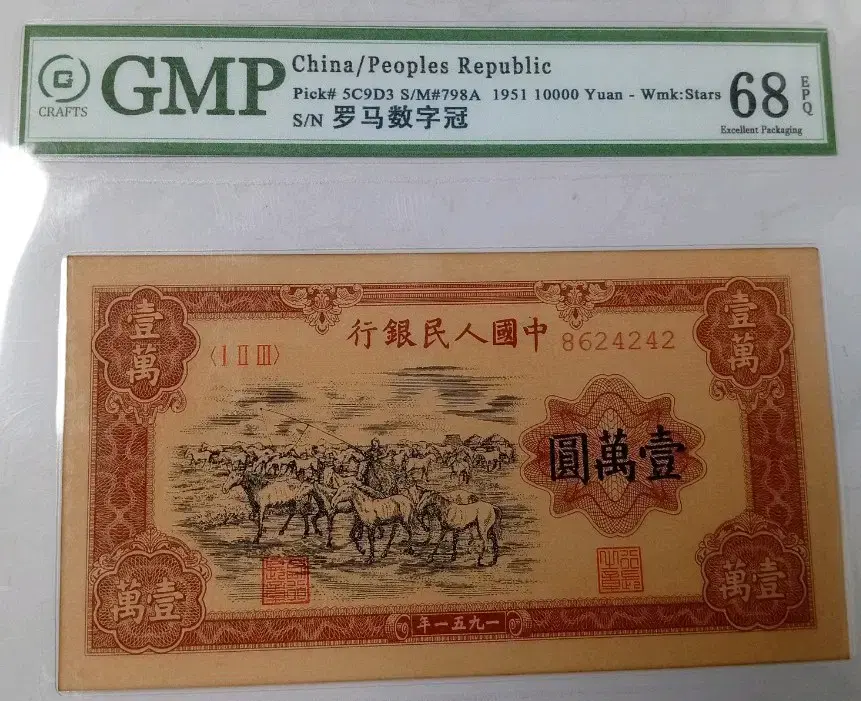 G
CRAFTS
GMP
China/Peoples Republic
Pick# 5C9D3 S/M#798A 1951 10000 Yuan - Wmk:Stars
S/N 罗马数字冠
68
EPQ
Excellent Packaging
壹萬
中國人民銀行
壹萬
〈I II III〉
8624242
壹萬圓
壹萬
壹萬
一九五一年